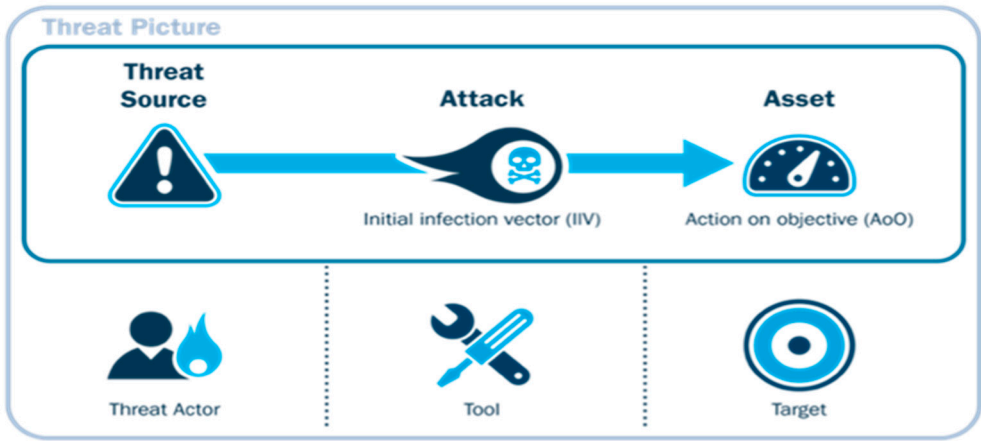 Threat Picture
Threat
Source
Attack
Asset
Initial infection vector (IIV)
Action on objective (AoO)
Threat Actor
Tool
Target